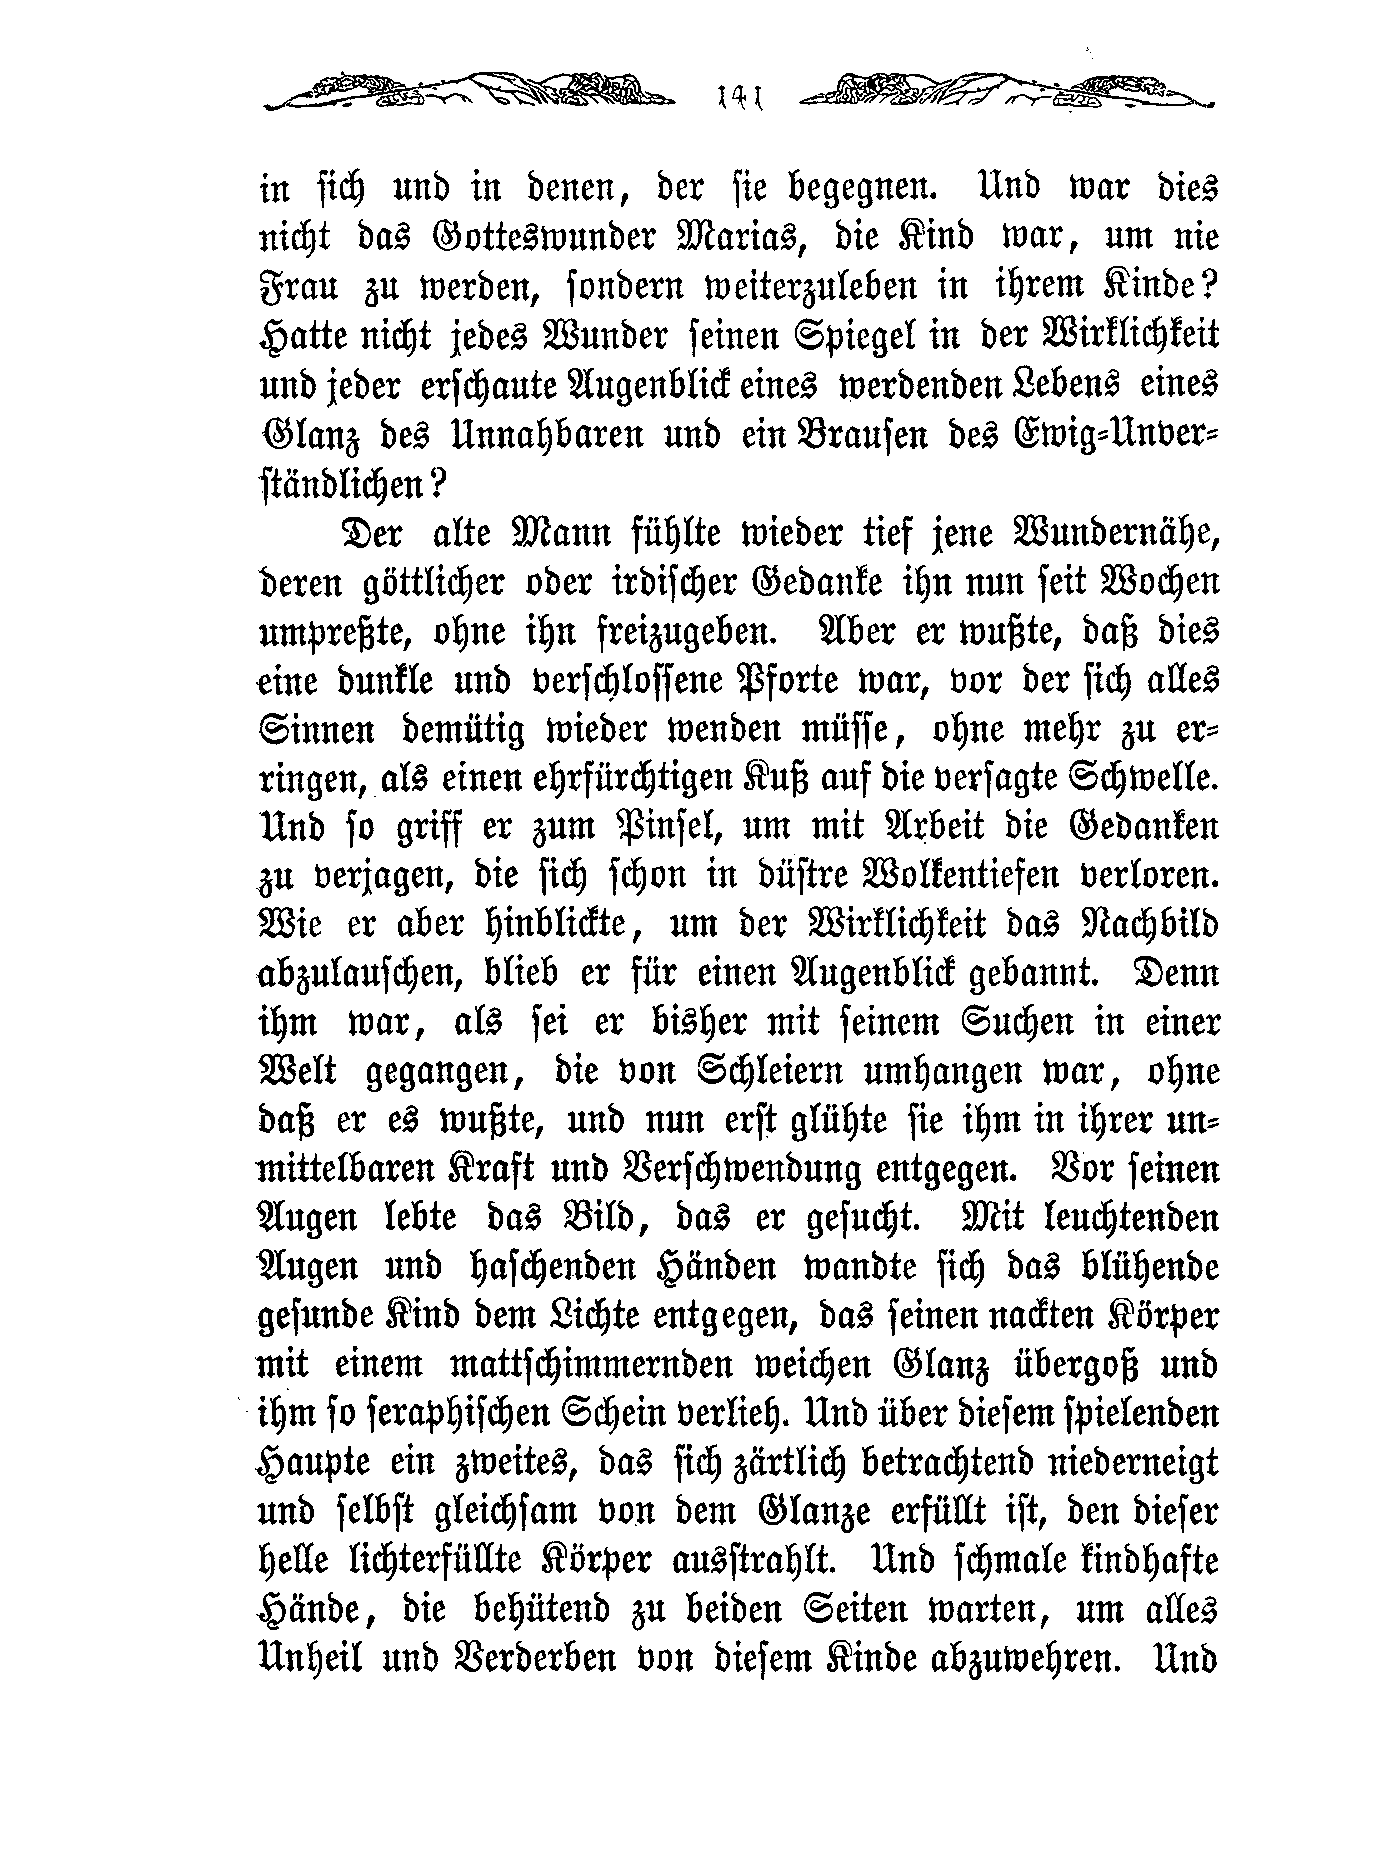 141
in sich und in denen, der sie begegnen. Und war dies
nicht das Gotteswunder Marias, die Kind war, um nie
Frau zu werden, sondern weiterzuleben in ihrem Kinde?
Hatte nicht jedes Wunder seinen Spiegel in der Wirklichkeit
und jeder erschaute Augenblick eines werdenden Lebens eines
Glanz des Unnahbaren und ein Brausen des Ewig-Unver-
ständlichen?
Der alte Mann fühlte wieder tief jene Wundernähe,
deren göttlicher oder irdischer Gedanke ihn nun seit Wochen
umpreßte, ohne ihn freizugeben. Aber er wußte, daß dies
eine dunkle und verschlossene Pforte war, vor der sich alles
Sinnen demütig wieder wenden müsse, ohne mehr zu er-
ringen, als einen ehrfürchtigen Kuß auf die versagte Schwelle.
Und so griff er zum Pinsel, um mit Arbeit die Gedanken
zu verjagen, die sich schon in düstre Wolkentiefen verloren.
Wie er aber hinblickte, um der Wirklichkeit das Nachbild
abzulauschen, blieb er für einen Augenblick gebannt. Denn
ihm war, als sei er bisher mit seinem Suchen in einer
Welt gegangen, die von Schleiern umhangen war, ohne
daß er es wußte, und nun erst glühte sie ihm in ihrer un-
mittelbaren Kraft und Verschwendung entgegen. Vor seinen
Augen lebte das Bild, das er gesucht. Mit leuchtenden
Augen und haschenden Händen wandte sich das blühende
gesunde Kind dem Lichte entgegen, das seinen nackten Körper
mit einem mattschimmernden weichen Glanz übergoß und
ihm so seraphischen Schein verlieh. Und über diesem spielenden
Haupte ein zweites, das sich zärtlich betrachtend niederneigt
und selbst gleichsam von dem Glanze erfüllt ist, den dieser
helle lichterfüllte Körper ausstrahlt. Und schmale kindhafte
Hände, die behütend zu beiden Seiten warten, um alles
Unheil und Verderben von diesem Kinde abzuwehren. Und